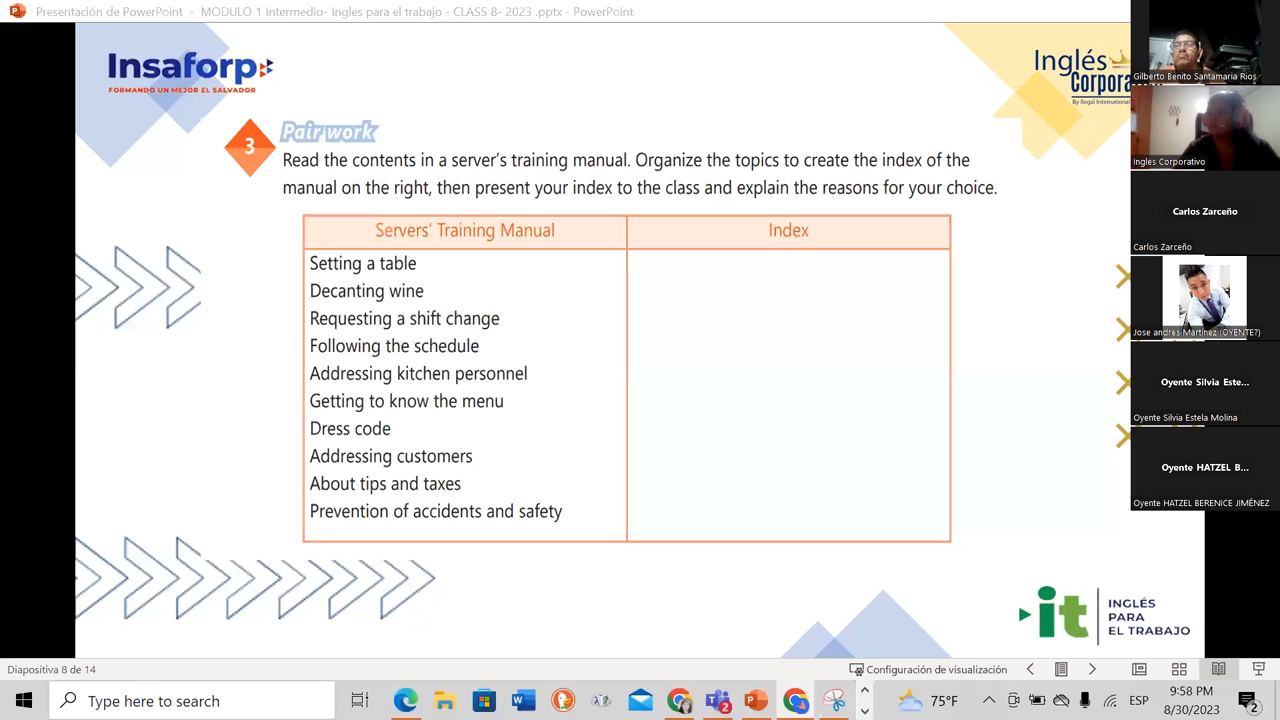 Presentación de PowerPoint - MODULO 1 Intermedio- Ingles para el trabajo - CLASS 8- 2023 .pptx - PowerPoint
Insaforp
FORMANDO UN MEJOR EL SALVADOR
Inglés
Corpora
By Regal International
3
Pair work
Read the contents in a server's training manual. Organize the topics to create the index of the
manual on the right, then present your index to the class and explain the reasons for your choice.
Servers' Training Manual
Index
Setting a table
Decanting wine
Requesting a shift change
Following the schedule
Addressing kitchen personnel
Getting to know the menu
Dress code
Addressing customers
About tips and taxes
Prevention of accidents and safety
it
INGLÉS
PARA
EL TRABAJO
Gilberto Benito Santamaria Rios
Ingles Corporativo
Carlos Zarceño
Carlos Zarceño
Jose andres Martinez (OYENTE?)
Oyente Silvia Este...
Oyente Silvia Estela Molina
Oyente HATZEL B...
Oyente HATZEL BERENICE JIMÉNEZ
Diapositiva 8 de 14
Configuración de visualización
Type here to search
2
75°F
ESP
9:58 PM
8/30/2023
2